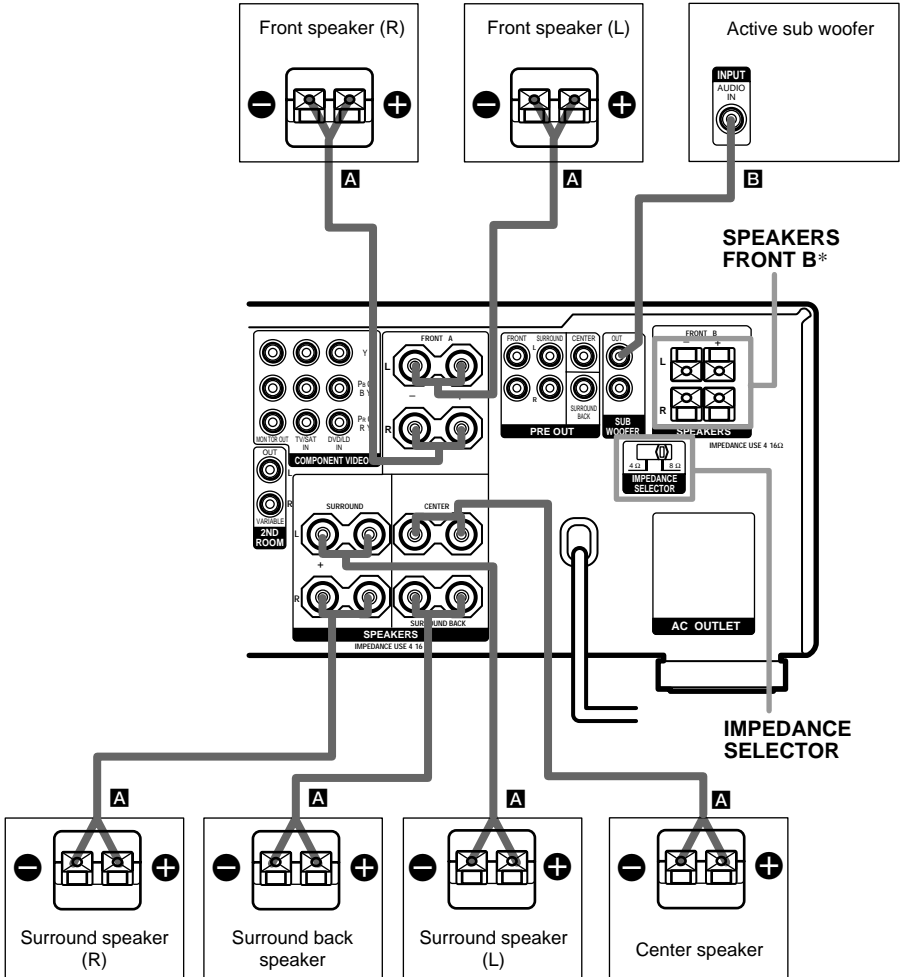 Front speaker (R)
Front speaker (L)
Active sub woofer
INPUT
AUDIO
IN
A
A
B
SPEAKERS
FRONT B*
FRONT A
L
R
–
Y
MONITOR OUT
TV/SAT
IN
DVD/LD
IN
COMPONENT VIDEO
FRONT
SURROUND
CENTER
L
R
SURROUND
BACK
PRE OUT
OUT
SUB
WOOFER
FRONT B
– +
L
R
SPEAKERS
IMPEDANCE USE 4 16Ω
4 Ω
8 Ω
IMPEDANCE
SELECTOR
OUT
L
R
VARIABLE
2ND
ROOM
SURROUND
CENTER
L
+
R
SURROUND BACK
SPEAKERS
IMPEDANCE USE 4 16
AC OUTLET
IMPEDANCE
SELECTOR
A
A
A
A
Surround speaker
(R)
Surround back
speaker
Surround speaker
(L)
Center speaker